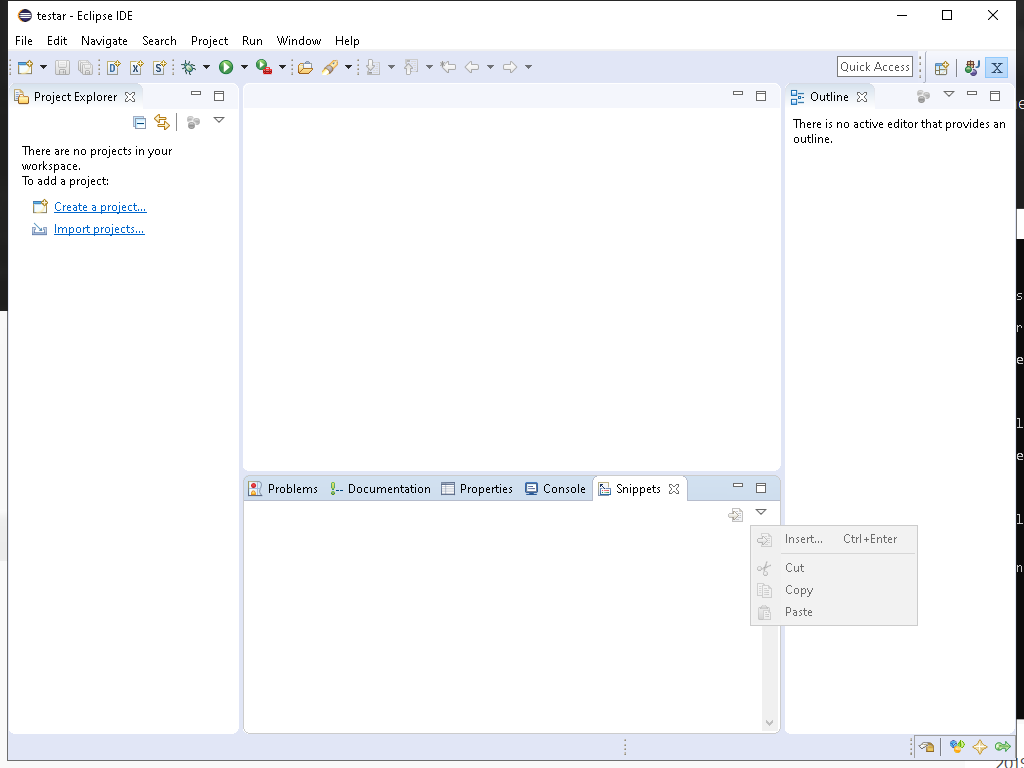 testar - Eclipse IDE
File Edit Navigate Search Project Run Window Help
Quick Access
Project Explorer
There are no projects in your
workspace.
To add a project:
Create a project...
Import projects...
Outline
There is no active editor that provides an
outline.
Problems Documentation Properties Console Snippets
Insert... Ctrl+Enter
Cut
Copy
Paste